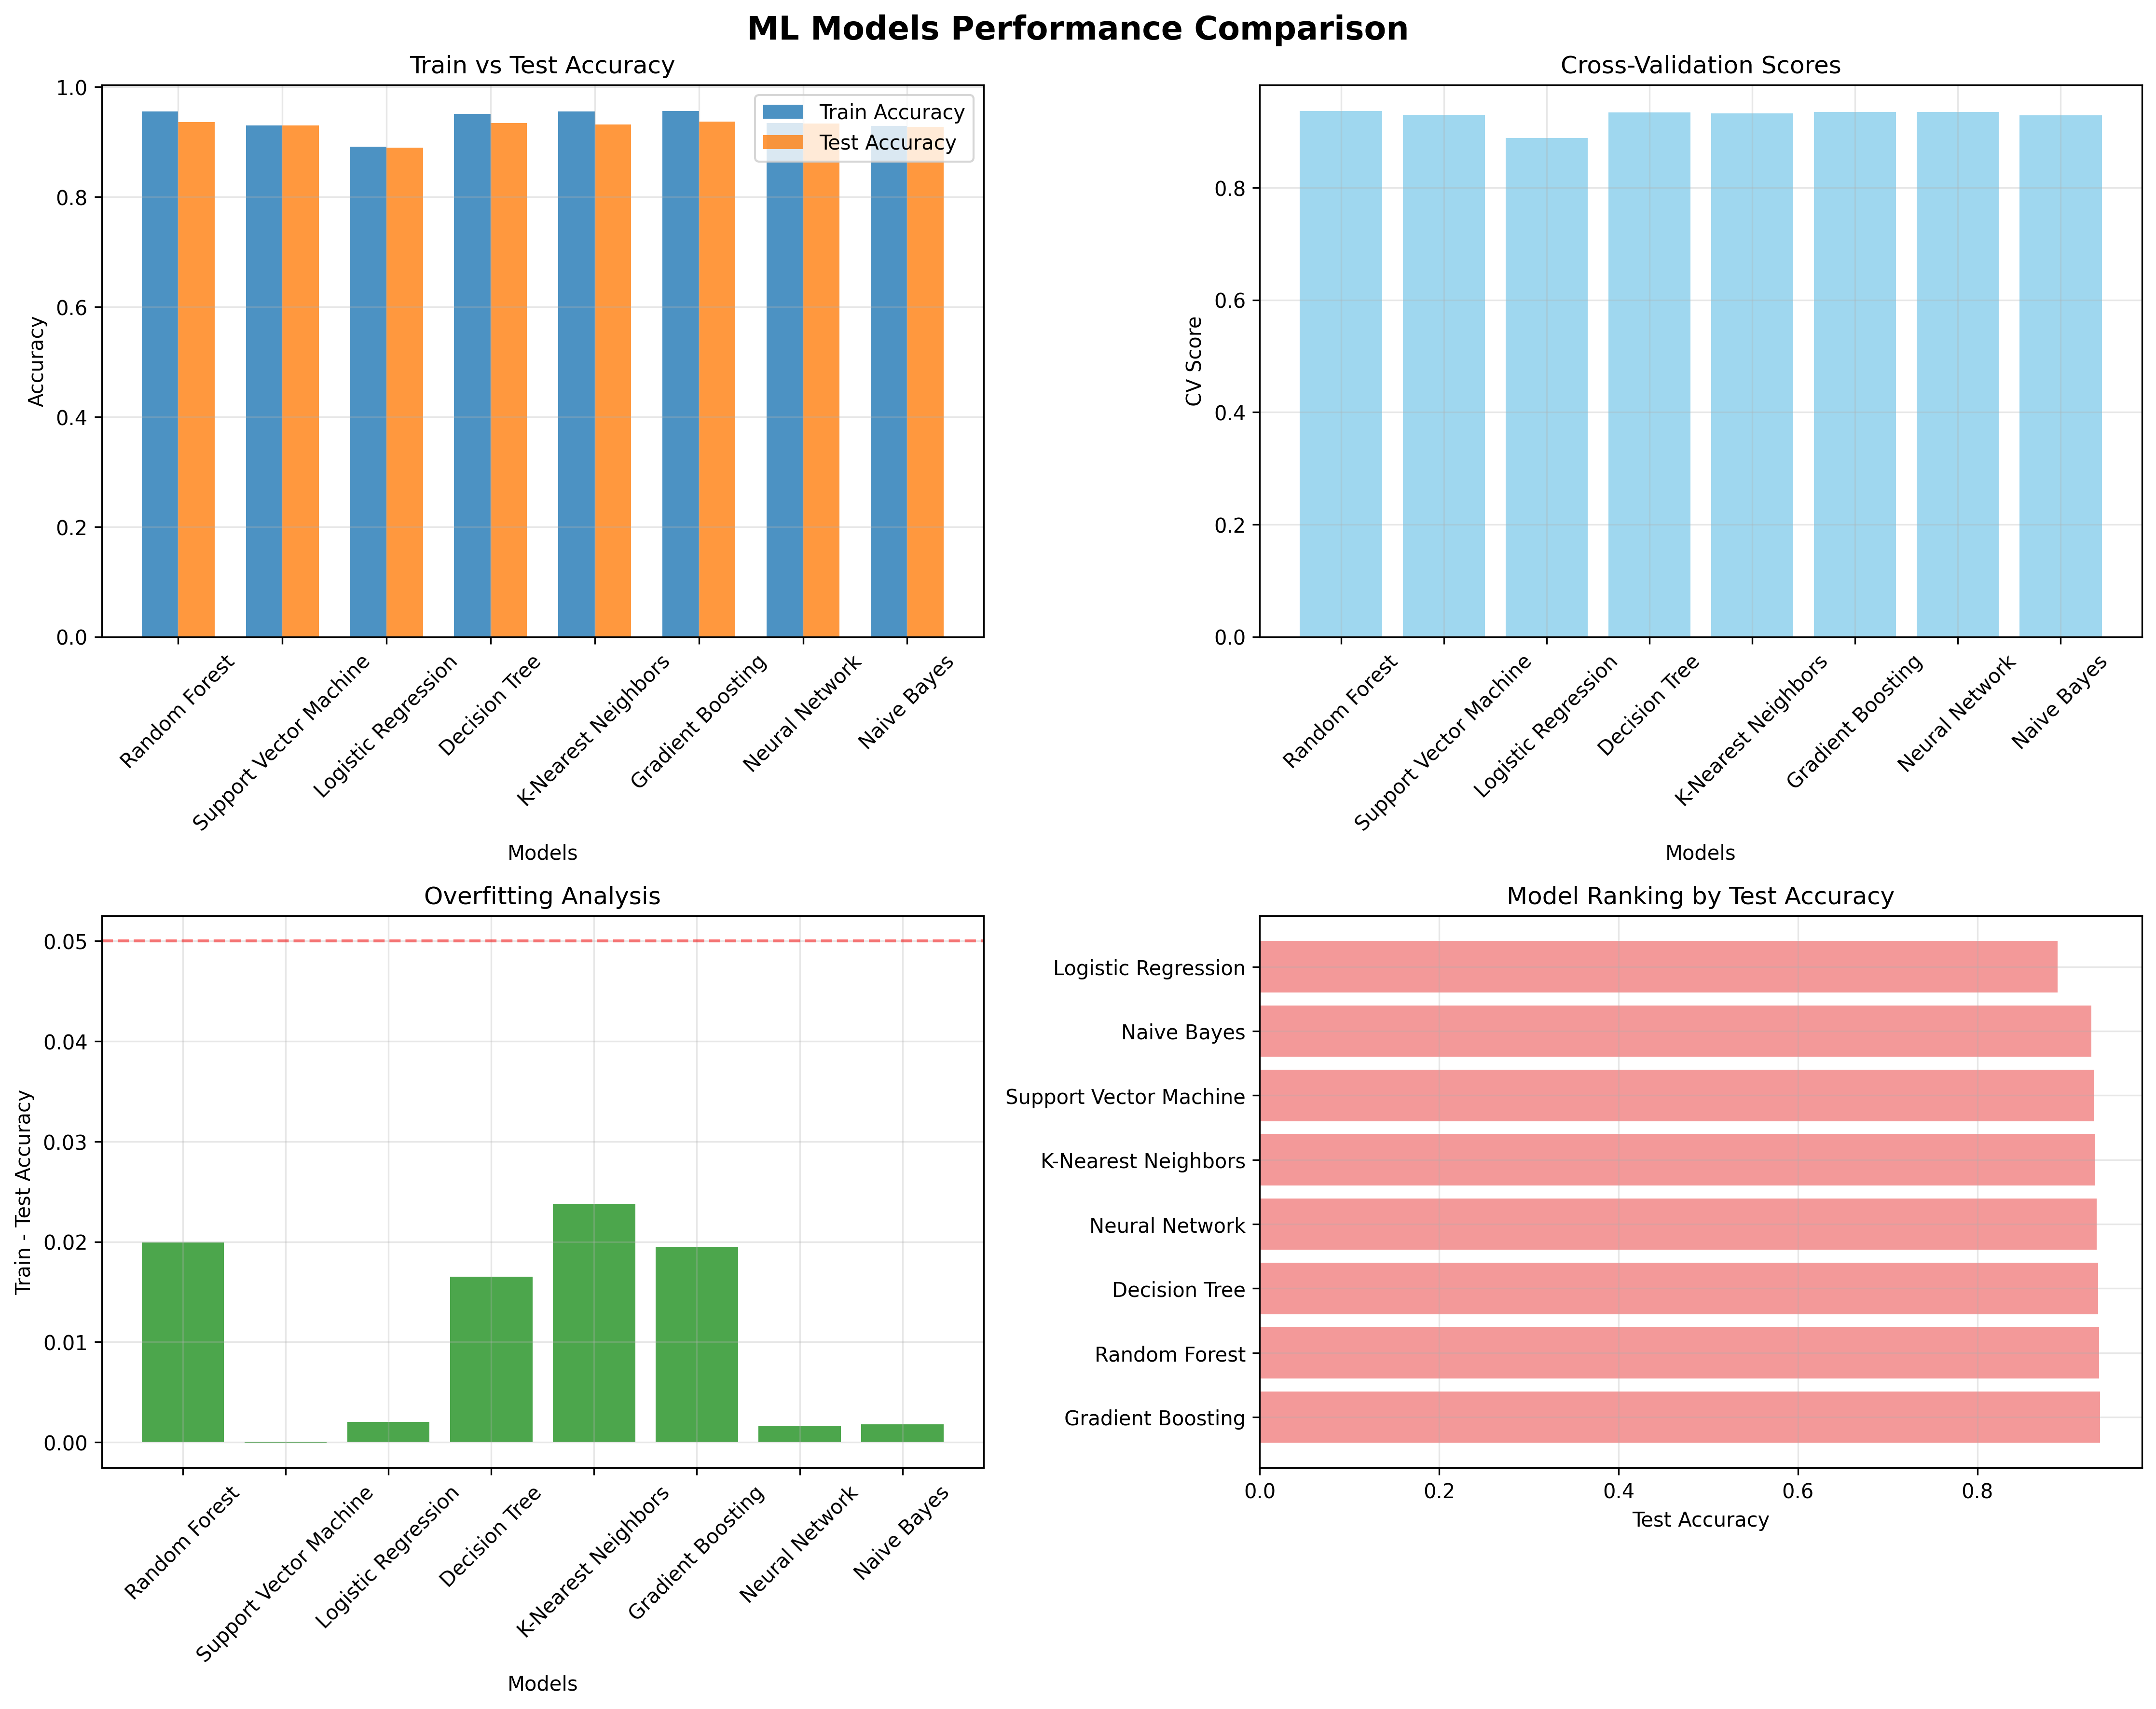 ML Models Performance Comparison
Train vs Test Accuracy
1.0
0.8
0.6
0.4
0.2
0.0
Accuracy
Train Accuracy
Test Accuracy
Random Forest
Support Vector Machine
Logistic Regression
Decision Tree
K-Nearest Neighbors
Gradient Boosting
Neural Network
Naive Bayes
Models
Cross-Validation Scores
0.8
0.6
0.4
0.2
0.0
CV Score
Random Forest
Support Vector Machine
Logistic Regression
Decision Tree
K-Nearest Neighbors
Gradient Boosting
Neural Network
Naive Bayes
Models
Overfitting Analysis
0.05
0.04
0.03
0.02
0.01
0.00
Train - Test Accuracy
Random Forest
Support Vector Machine
Logistic Regression
Decision Tree
K-Nearest Neighbors
Gradient Boosting
Neural Network
Naive Bayes
Models
Model Ranking by Test Accuracy
Logistic Regression
Naive Bayes
Support Vector Machine
K-Nearest Neighbors
Neural Network
Decision Tree
Random Forest
Gradient Boosting
0.0 0.2 0.4 0.6 0.8
Test Accuracy